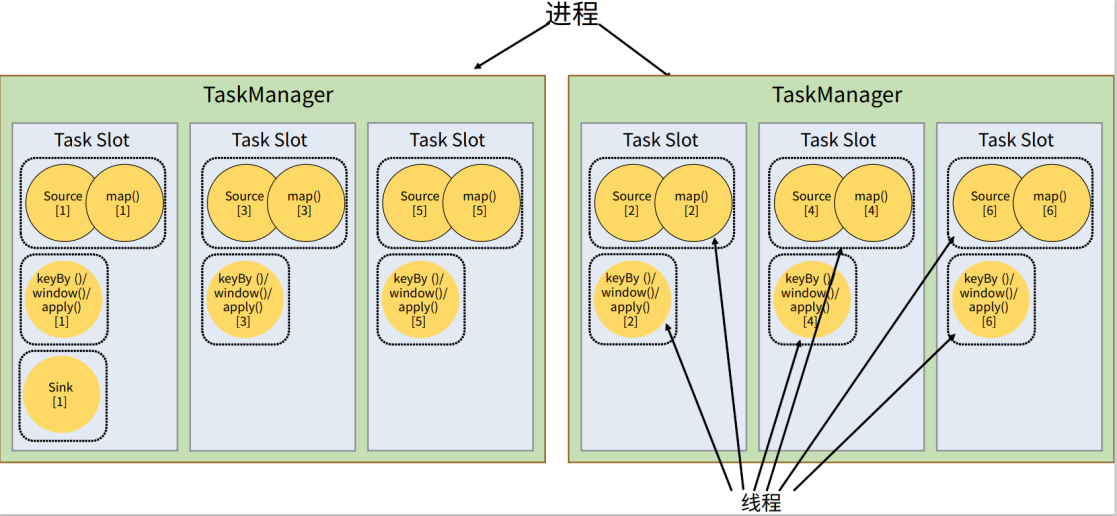 进程
TaskManager
Task Slot
Source
[1]
map()
[1]
keyBy ()/
window()/
apply()
[1]
Sink
[1]
Task Slot
Source
[3]
map()
[3]
keyBy ()/
window()/
apply()
[3]
Task Slot
Source
[5]
map()
[5]
keyBy ()/
window()/
apply()
[5]
TaskManager
Task Slot
Source
[2]
map()
[2]
keyBy ()/
window()/
apply()
[2]
Task Slot
Source
[4]
map()
[4]
keyBy ()/
window()/
apply()
[4]
Task Slot
Source
[6]
map()
[6]
keyBy ()/
window()/
apply()
[6]
线程